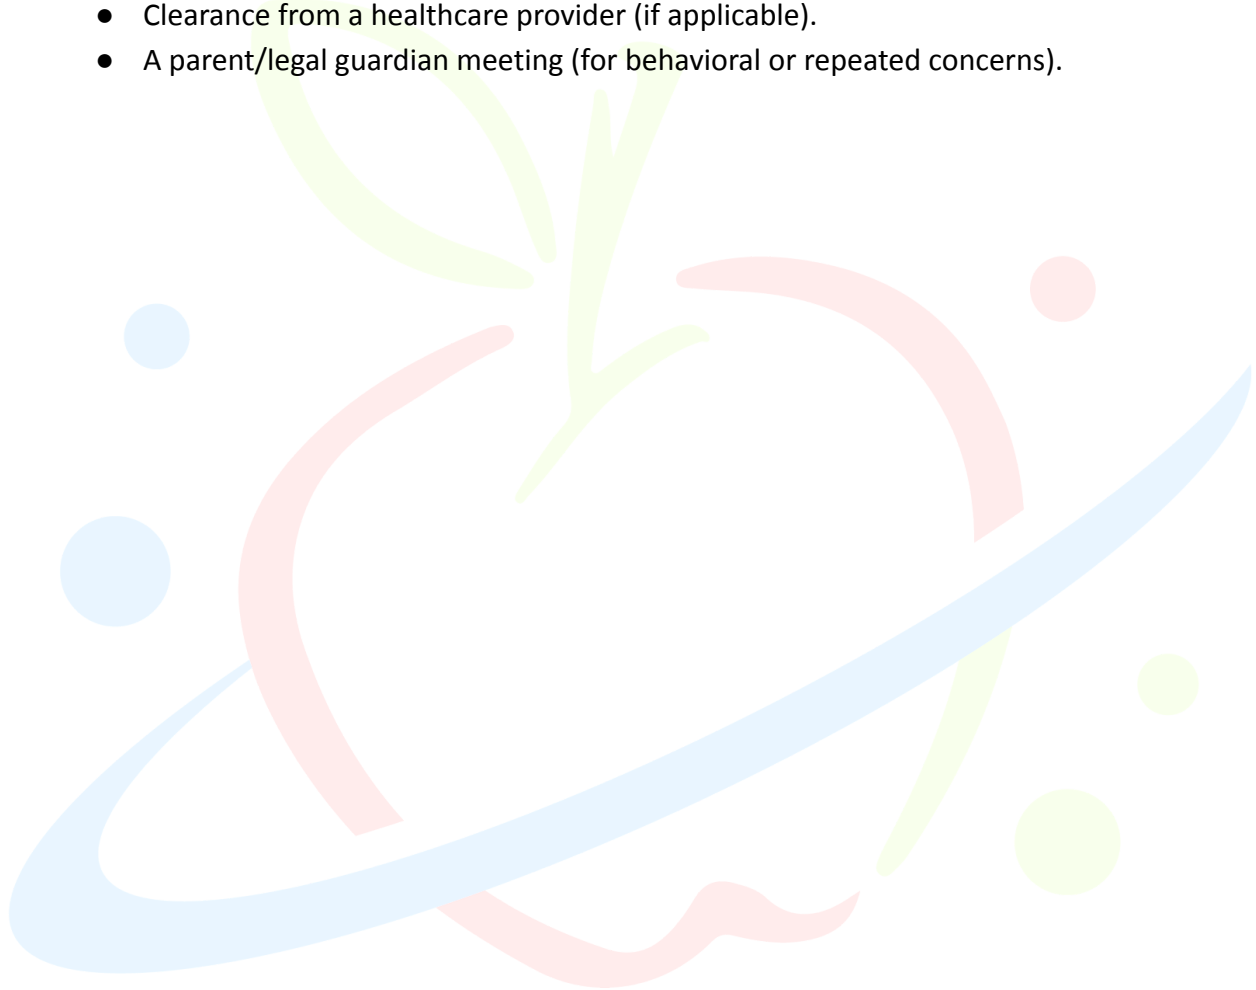 ● Clearance from a healthcare provider (if applicable).
● A parent/legal guardian meeting (for behavioral or repeated concerns).